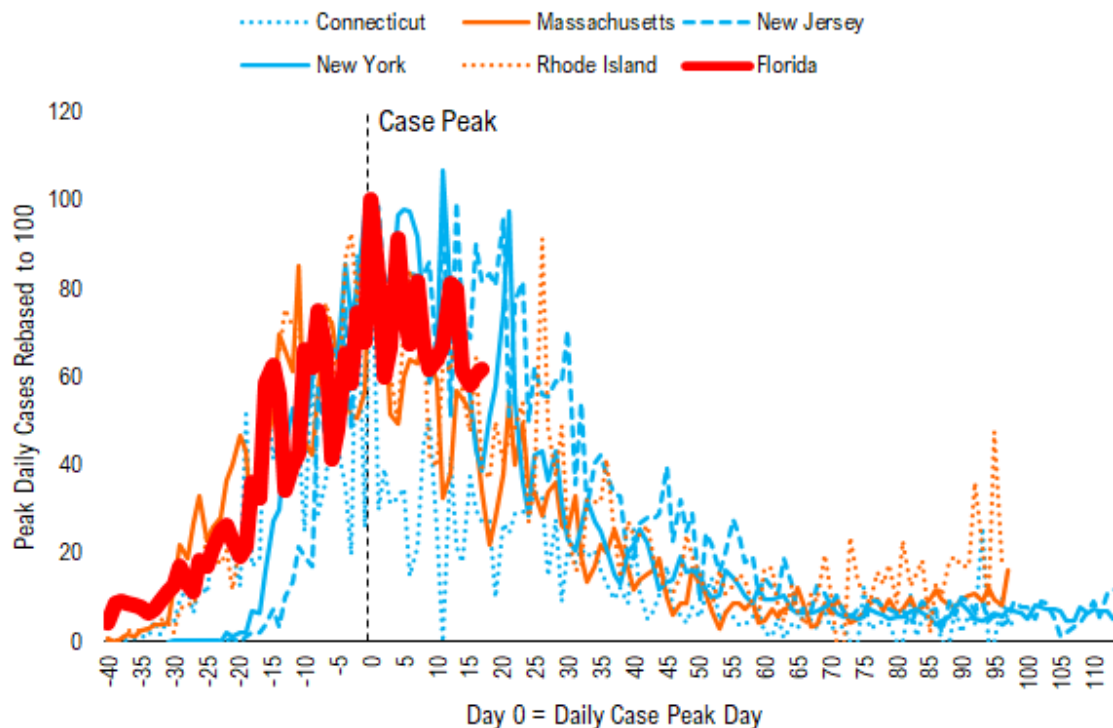 Connecticut Massachusetts New Jersey
New York Rhode Island Florida
120
Case Peak
100
80
60
40
20
0
Peak Daily Cases Rebased to 100
-40 -35 -30 -25 -20 -15 -10 -5 0 5 10 15 20 25 30 35 40 45 50 55 60 65 70 75 80 85 90 95 100 105 110
Day 0 = Daily Case Peak Day